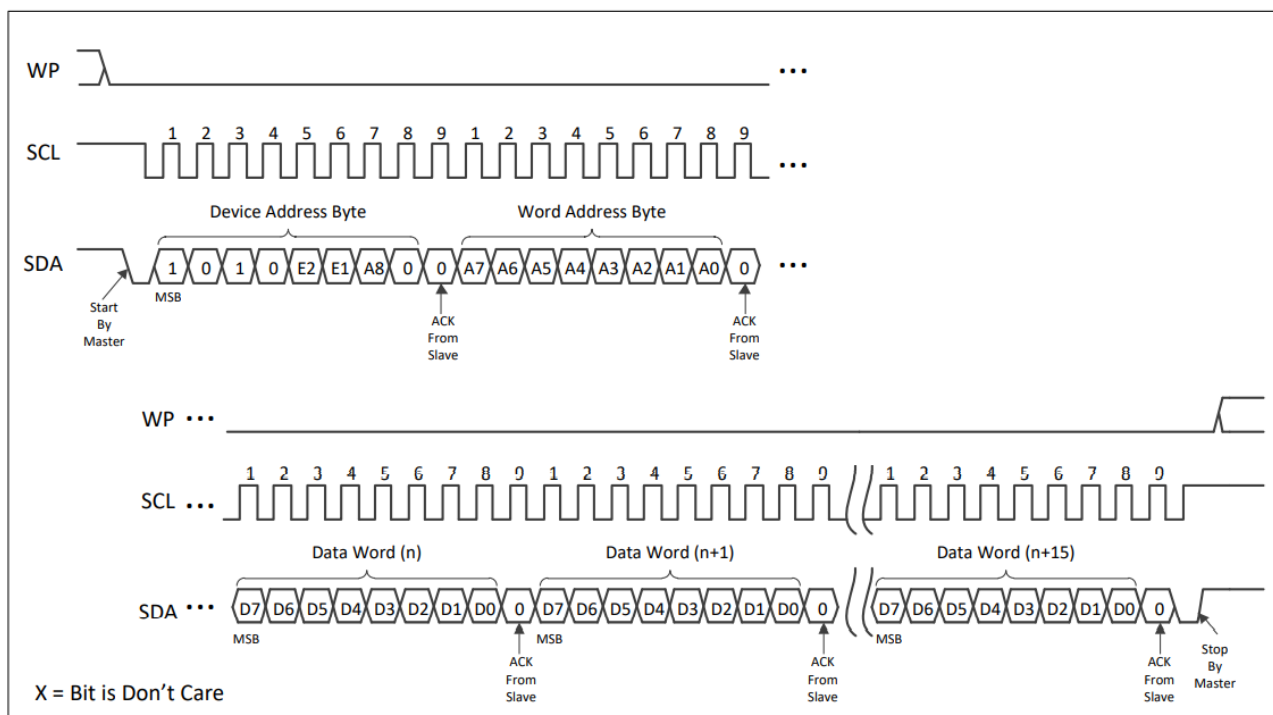 WP ...
1 2 3 4 5 6 7 8 9 1 2 3 4 5 6 7 8 9
SCL ...
Device Address Byte Word Address Byte
SDA 1 0 1 0 E2 E1 A8 0 0 A7 A6 A5 A4 A3 A2 A1 A0 0 ...
MSB
Start
By
Master
ACK
From
Slave
ACK
From
Slave
WP ...
1 2 3 4 5 6 7 8 9 1 2 3 4 5 6 7 8 9 1 2 3 4 5 6 7 8 9
SCL ...
Data Word (n) Data Word (n+1) Data Word (n+15)
SDA ... D7 D6 D5 D4 D3 D2 D1 D0 0 D7 D6 D5 D4 D3 D2 D1 D0 0 D7 D6 D5 D4 D3 D2 D1 D0 0
MSB MSB MSB
ACK
From
Slave
ACK
From
Slave
ACK
From
Slave
Stop
By
Master
X = Bit is Don't Care